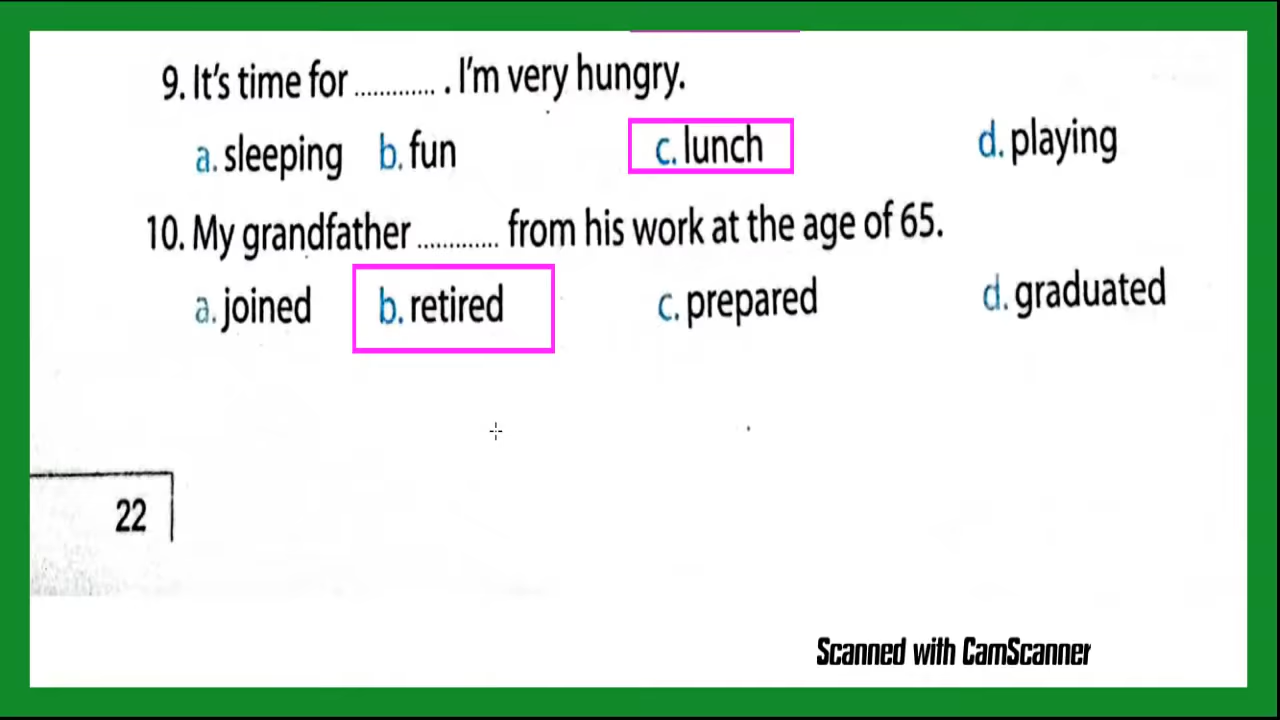 9. It's time for ............. . I'm very hungry.
a. sleeping b. fun c. lunch d. playing
10. My grandfather ............. from his work at the age of 65.
a. joined b. retired c. prepared d. graduated
22
Scanned with CamScanner